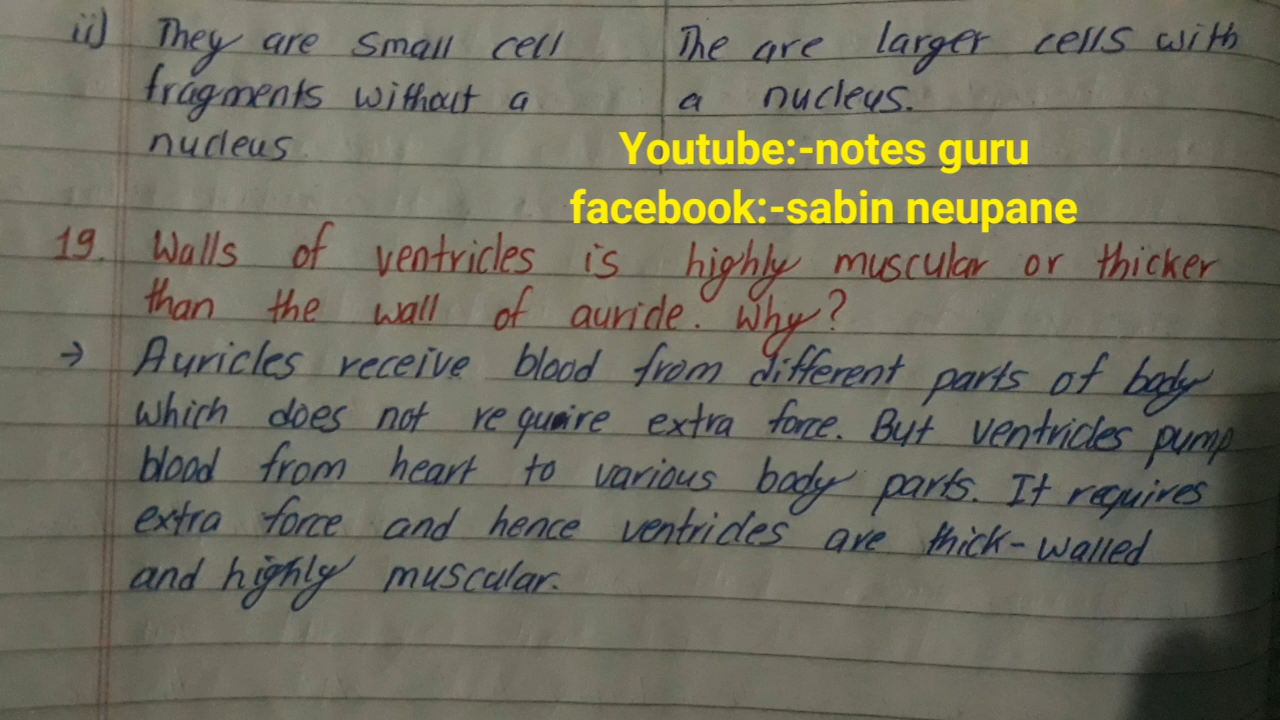 ii) They are small cell The are larger cells with
fragments without a a nucleus.
nucleus
Youtube:-notes guru
facebook:-sabin neupane
19. Walls of ventricles is highly muscular or thicker
than the wall of auricle. Why?
→ Auricles receive blood from different parts of body
which does not require extra force. But ventricles pump
blood from heart to various body parts. It requires
extra force and hence ventricles are thick-walled
and highly muscular.